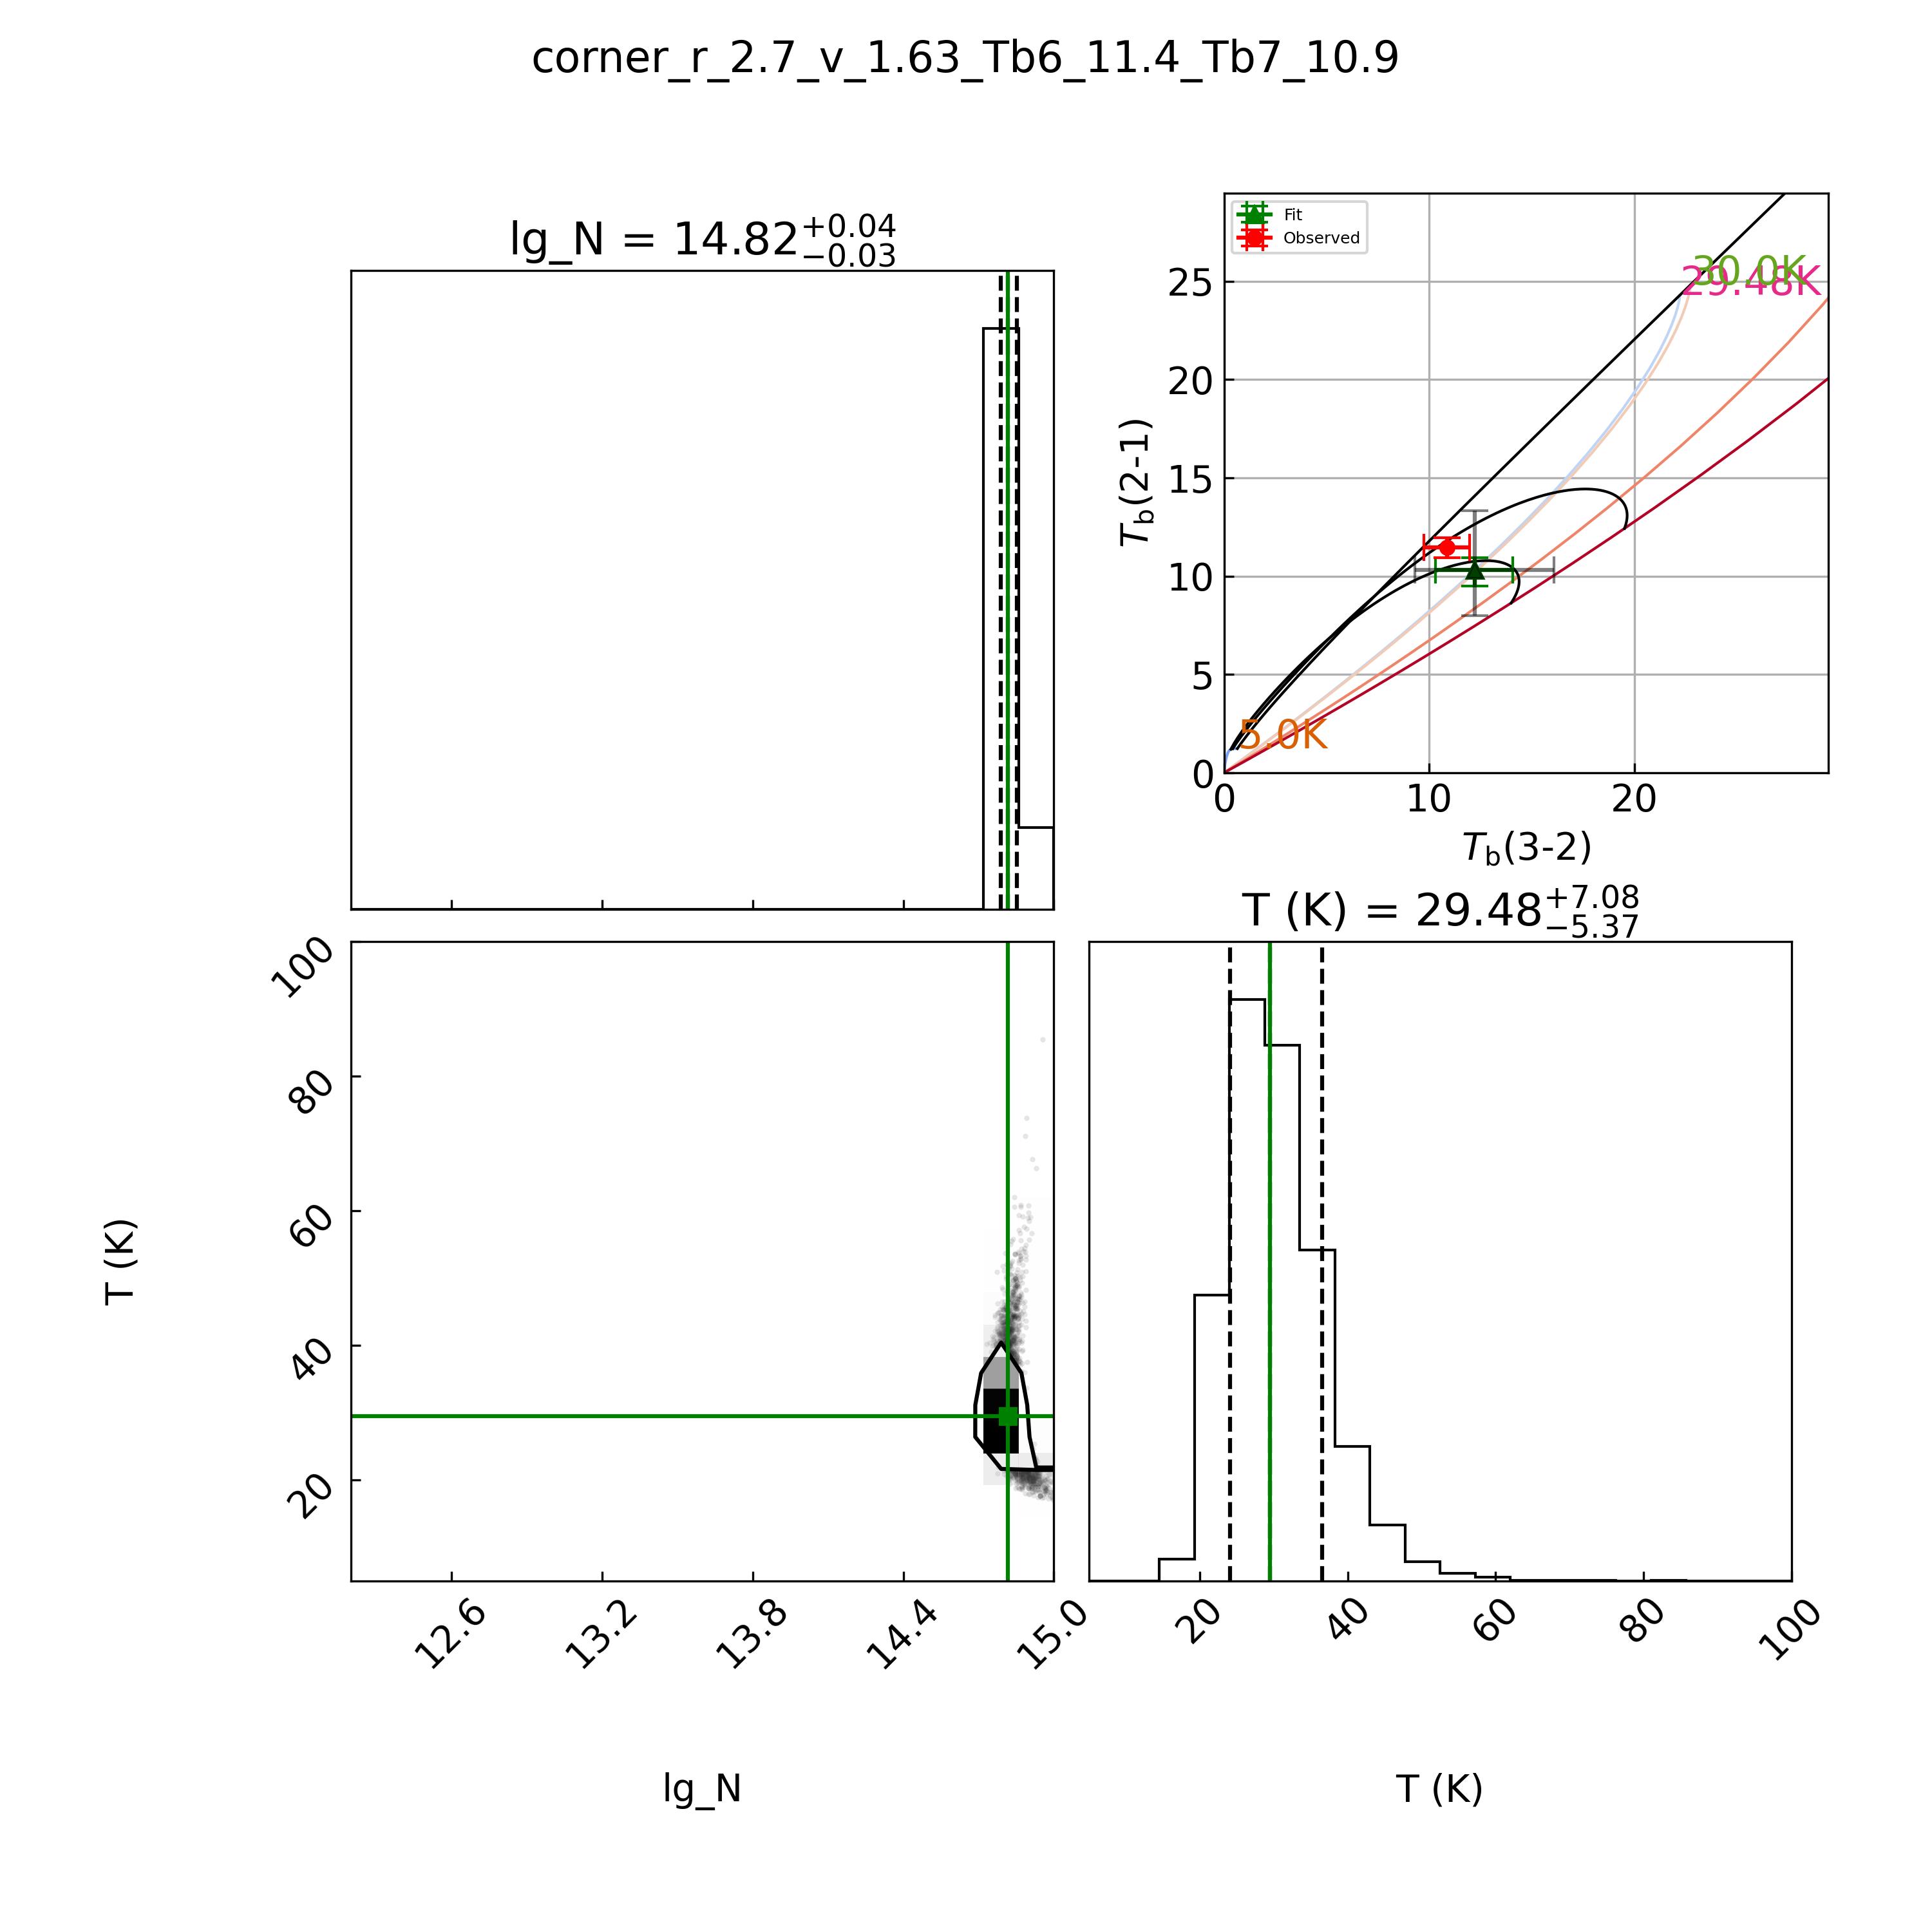 corner_r_2.7_v_1.63_Tb6_11.4_Tb7_10.9
lg_N = 14.82 +0.04 −0.03
Fit
Observed
30.0K
29.48K
5.0K
25
20
15
10
5
0
T_b(2-1)
0 10 20
T_b(3-2)
T (K) = 29.48 +7.08 −5.37
100
80
60
40
20
T (K)
12.6 13.2 13.8 14.4 15.0
lg_N
20 40 60 80 100
T (K)